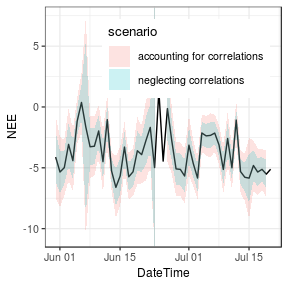 scenario
accounting for correlations
neglecting correlations
5
0
-5
-10
NEE
Jun 01
Jun 15
Jul 01
Jul 15
DateTime